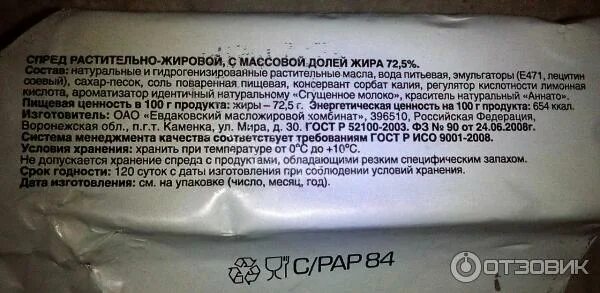 СПРЕД РАСТИТЕЛЬНО-ЖИРОВОЙ, С МАССОВОЙ ДОЛЕЙ ЖИРА 72,5%.
Состав: натуральные и гидрогенизированные растительные масла, вода питьевая, эмульгаторы (Е471, лецитин
соевый), сахар-песок, соль поваренная пищевая, консервант сорбат калия, регулятор кислотности лимонная
кислота, ароматизатор идентичный натуральному «Сгущенное молоко», краситель натуральный «Аннато».
Пищевая ценность в 100 г продукта: жиры – 72,5 г. Энергетическая ценность на 100 г продукта: 654 ккал.
Изготовитель: ОАО «Евдаковский масложировой комбинат», 396510, Российская Федерация,
Воронежская обл., п.г.т. Каменка, ул. Мира, д. 30. ГОСТ Р 52100-2003. ФЗ № 90 от 24.06.2008г.
Система менеджмента качества соответствует требованиям ГОСТ Р ИСО 9001-2008.
Условия хранения: хранить при температуре от 0°С до +10°С.
Не допускается хранение спреда с продуктами, обладающими резким специфическим запахом.
Срок годности: 120 суток с даты изготовления при соблюдении условий хранения.
Дата изготовления: см. на упаковке (число, месяц, год).
C/PAP 84
ОТЗОВИК